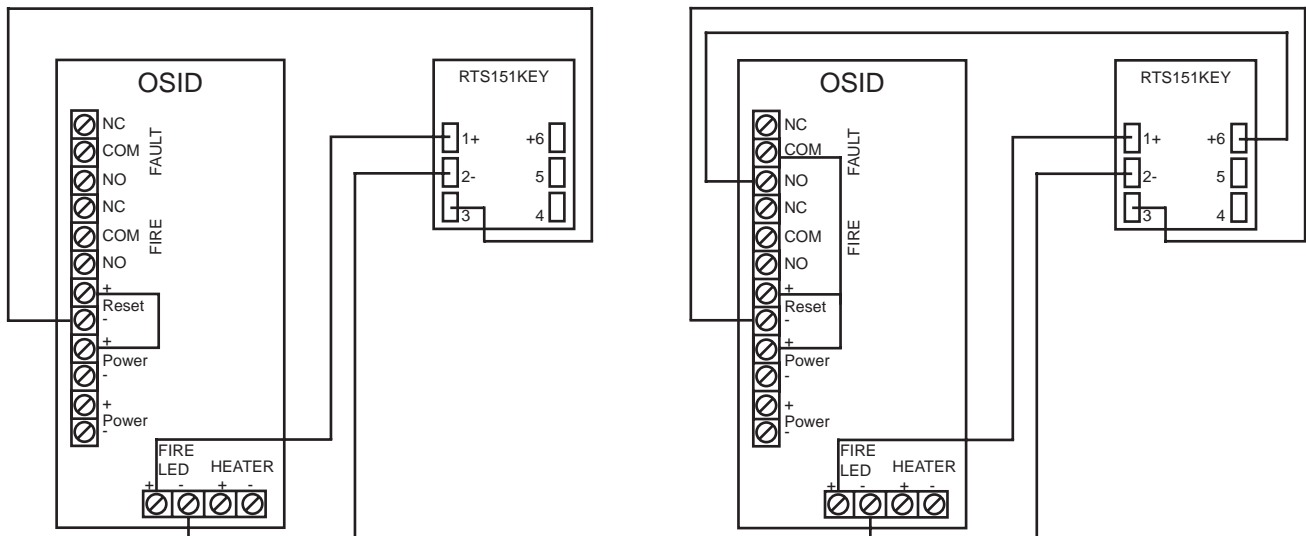 OSID
NC
COM
NO
FAULT
NC
COM
NO
FIRE
+
Reset
-
+
Power
-
+
Power
-
FIRE
LED
HEATER
+ - + -
RTS151KEY
1+ +6
2- 5
3 4
OSID
NC
COM
NO
FAULT
NC
COM
NO
FIRE
+
Reset
-
+
Power
-
+
Power
-
FIRE
LED
HEATER
+ - + -
RTS151KEY
1+ +6
2- 5
3 4